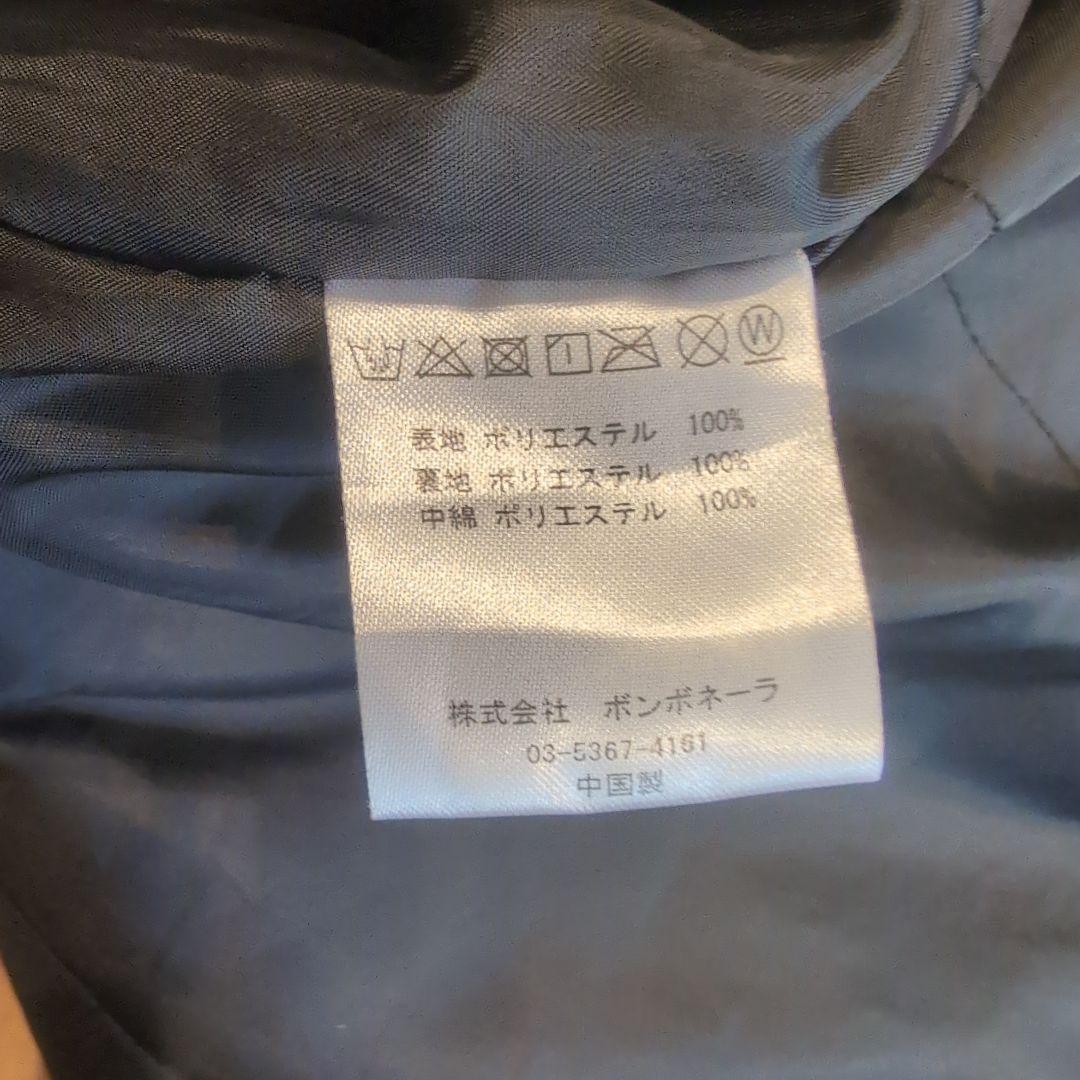 W
表地 ポリエステル 100%
裏地 ポリエステル 100%
中綿 ポリエステル 100%
株式会社 ボンボネーラ
03-5367-4161
中国製